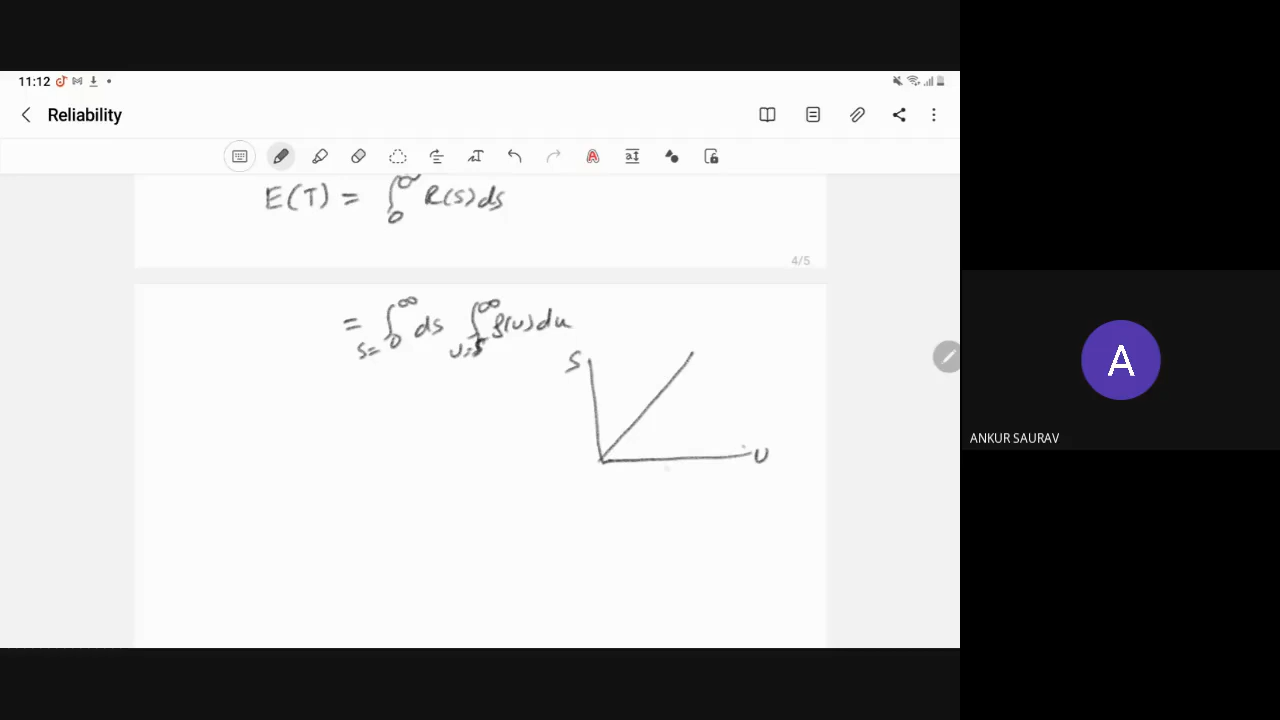 11:12
Reliability
E(T) = ∫₀^∞ R(s)ds
4/5
= ∫_{s=0}^∞ ds ∫_{u=s}^∞ f(u)du
S
U
A
ANKUR SAURAV